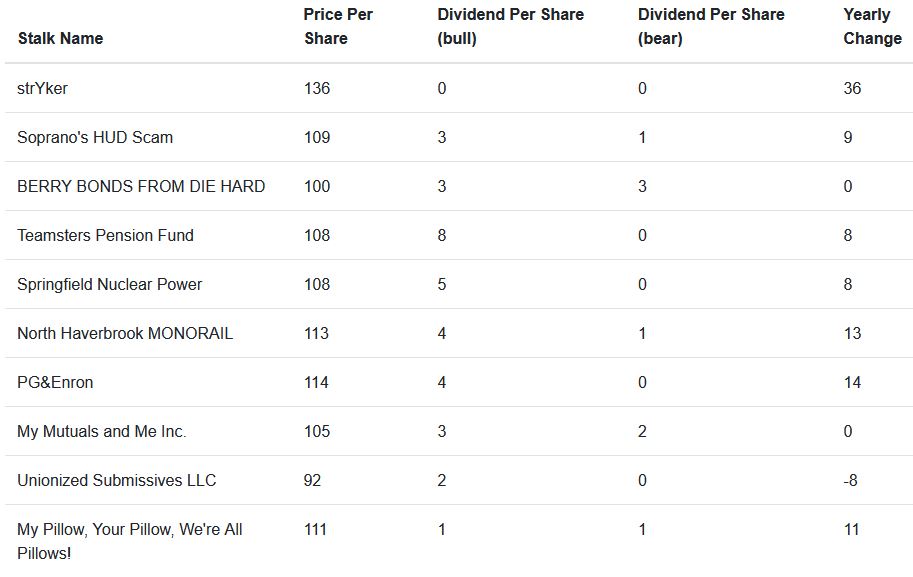 Stalk Name Price Per Share Dividend Per Share (bull) Dividend Per Share (bear) Yearly Change
strYker 136 0 0 36
Soprano's HUD Scam 109 3 1 9
BERRY BONDS FROM DIE HARD 100 3 3 0
Teamsters Pension Fund 108 8 0 8
Springfield Nuclear Power 108 5 0 8
North Haverbrook MONORAIL 113 4 1 13
PG&Enron 114 4 0 14
My Mutuals and Me Inc. 105 3 2 0
Unionized Submissives LLC 92 2 0 -8
My Pillow, Your Pillow, We're All 111 1 1 11
Pillows!